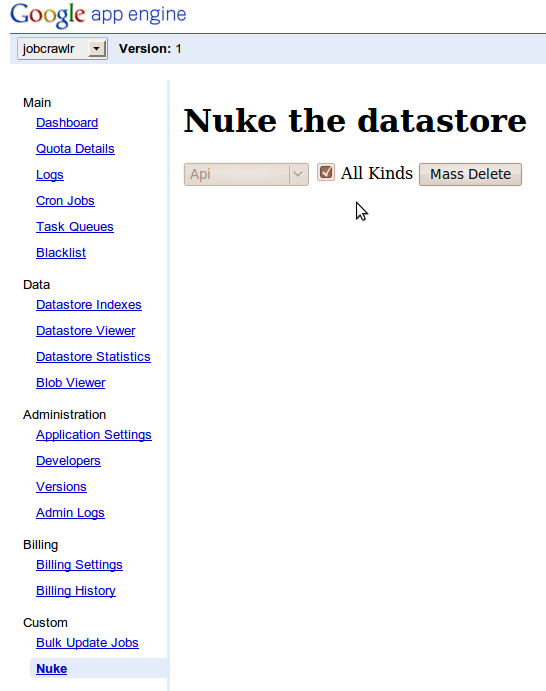 Google app engine
jobcrawlr Version: 1
Main
Dashboard
Quota Details
Logs
Cron Jobs
Task Queues
Blacklist
Data
Datastore Indexes
Datastore Viewer
Datastore Statistics
Blob Viewer
Administration
Application Settings
Developers
Versions
Admin Logs
Billing
Billing Settings
Billing History
Custom
Bulk Update Jobs
Nuke
Nuke the datastore
Api All Kinds Mass Delete